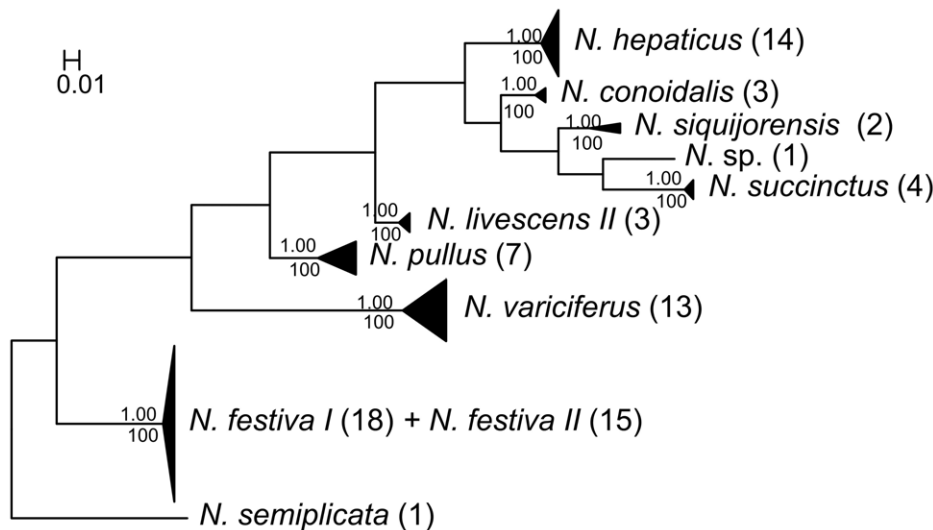 H
0.01
1.00
100
N. hepaticus (14)
1.00
100
N. conoidalis (3)
1.00
100
N. siquijorensis (2)
N. sp. (1)
1.00
100
N. succinctus (4)
1.00
100
N. livescens II (3)
1.00
100
N. pullus (7)
1.00
100
N. variciferus (13)
1.00
100
N. festiva I (18) + N. festiva II (15)
N. semiplicata (1)